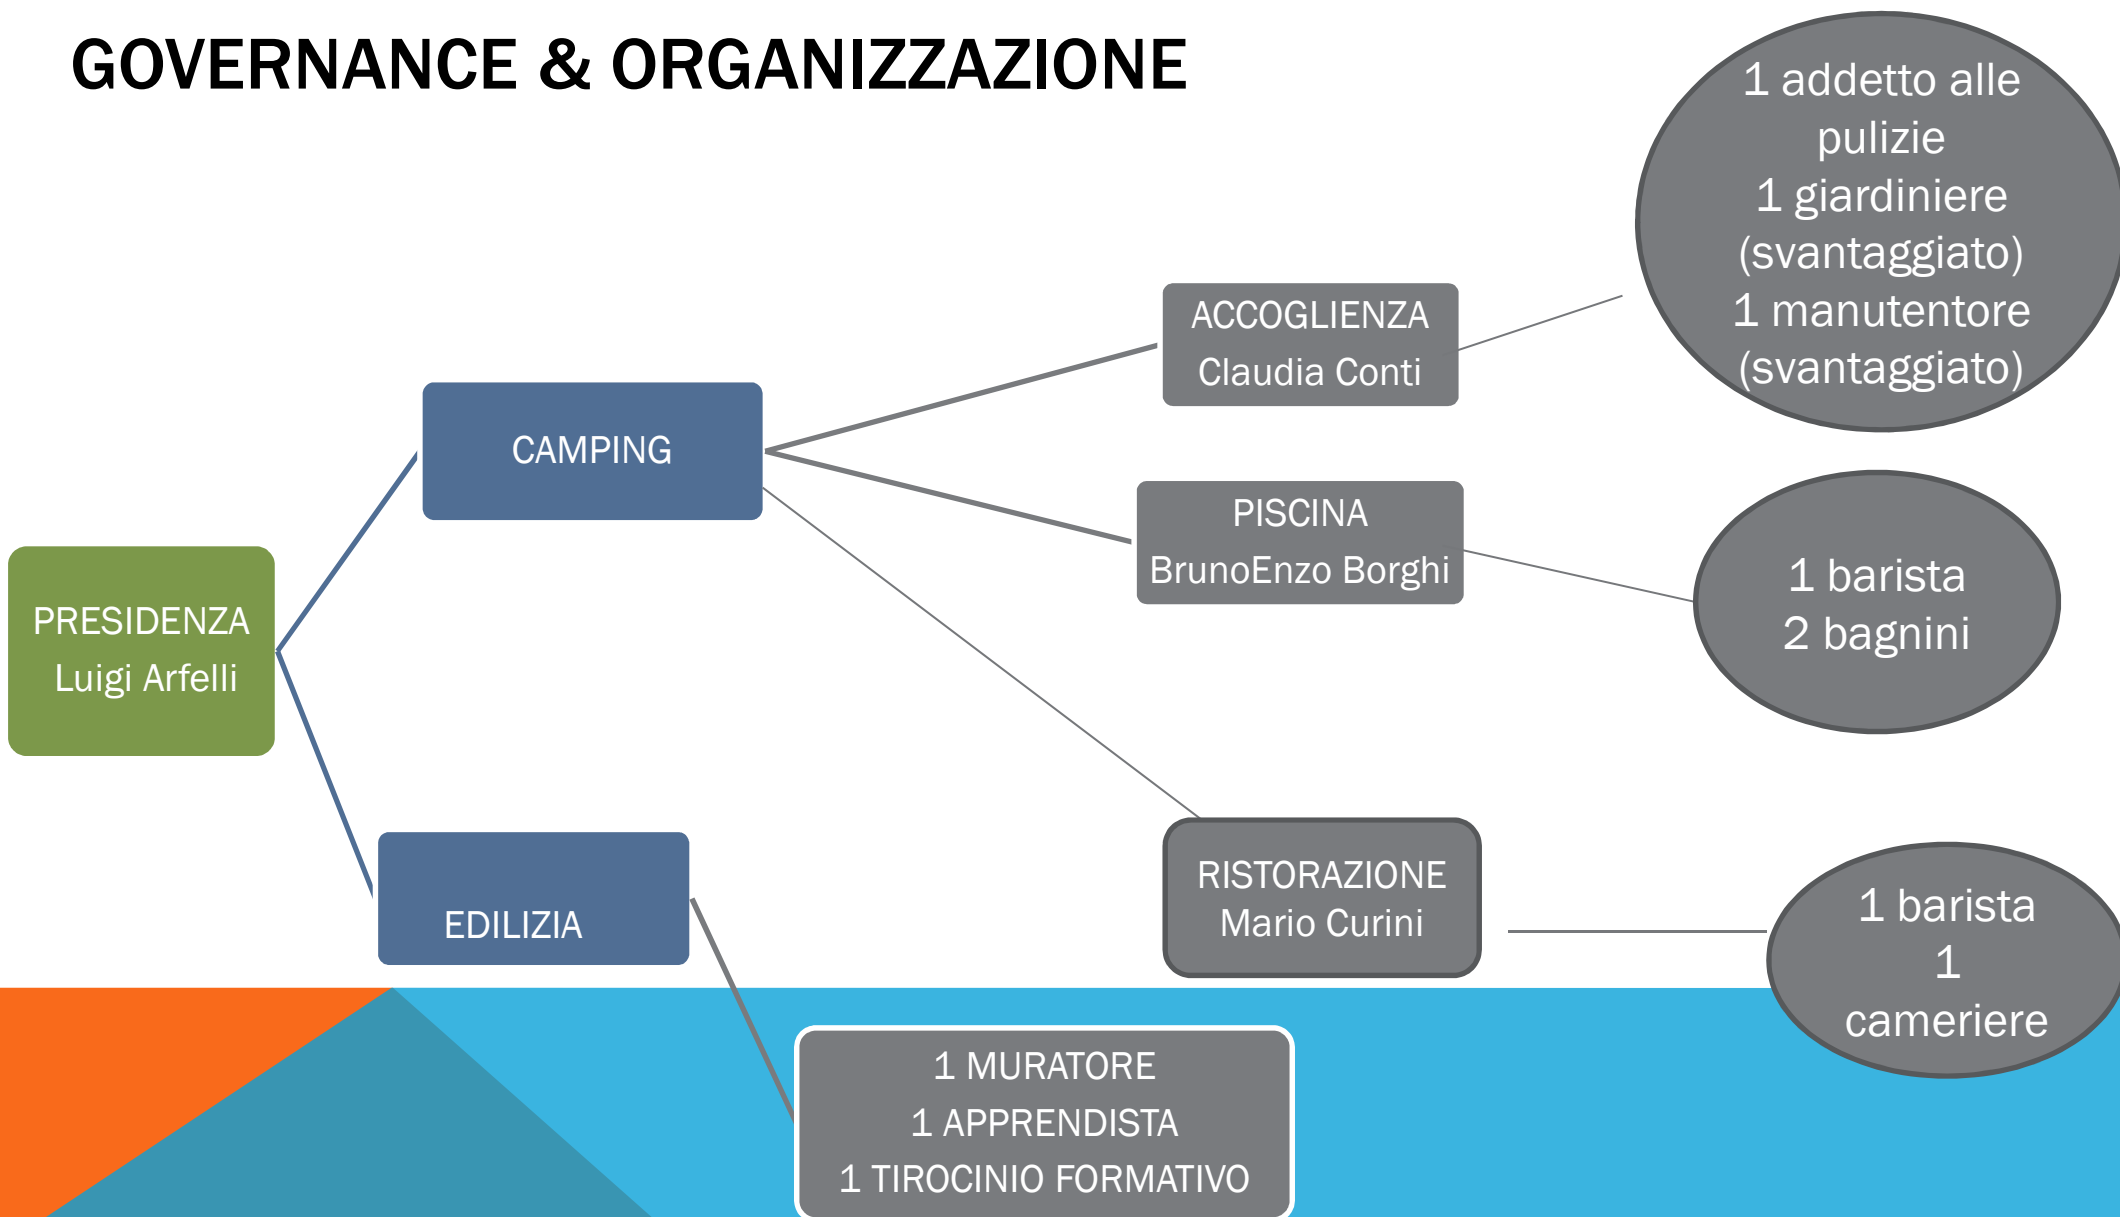 GOVERNANCE & ORGANIZZAZIONE
1 addetto alle
pulizie
1 giardiniere
(svantaggiato)
1 manutentore
(svantaggiato)
ACCOGLIENZA
Claudia Conti
CAMPING
PISCINA
BrunoEnzo Borghi
1 barista
2 bagnini
PRESIDENZA
Luigi Arfelli
RISTORAZIONE
Mario Curini
EDILIZIA
1 barista
1
cameriere
1 MURATORE
1 APPRENDISTA
1 TIROCINIO FORMATIVO